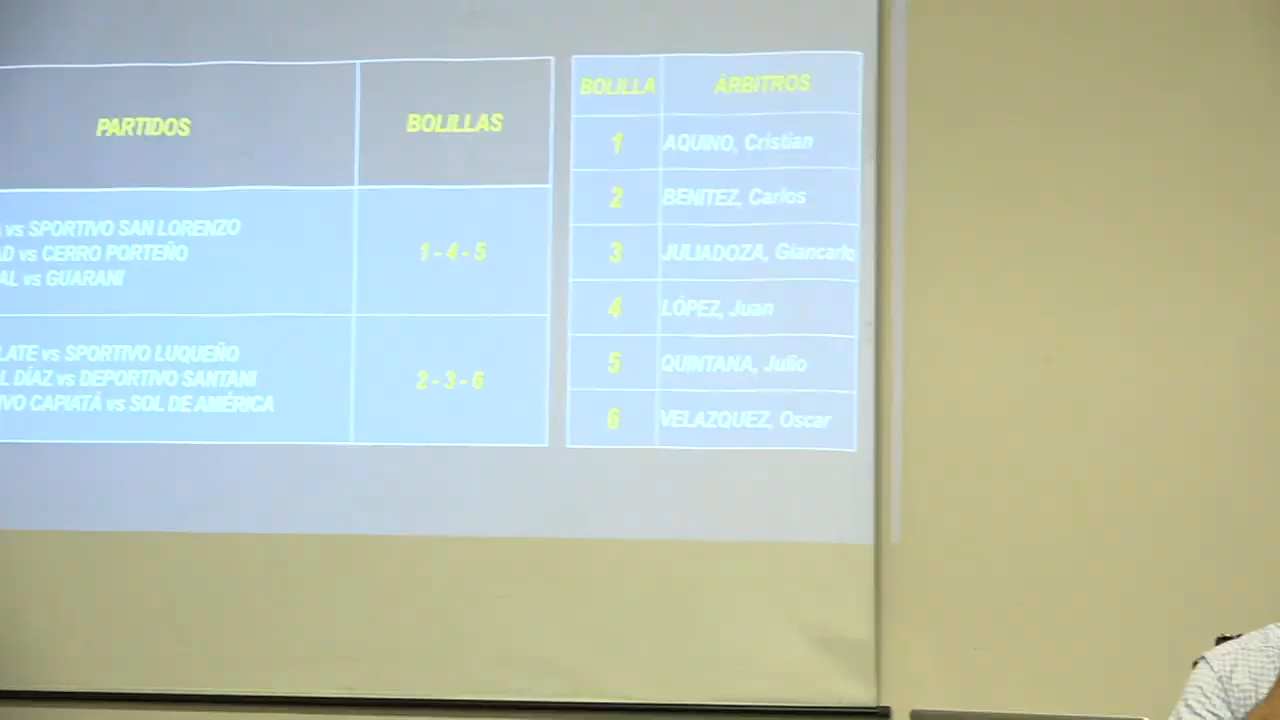 PARTIDOS
BOLILLAS
vs SPORTIVO SAN LORENZO
AD vs CERRO PORTEÑO
AL vs GUARANI
1 - 4 - 5
LATE vs SPORTIVO LUQUEÑO
L DÍAZ vs DEPORTIVO SANTANI
IVO CAPIATÁ vs SOL DE AMÉRICA
2 - 3 - 6
BOLILLA ÁRBITROS
1 AQUINO, Cristian
2 BENITEZ, Carlos
3 JULIADOZA, Giancarlo
4 LÓPEZ, Juan
5 QUINTANA, Julio
6 VELAZQUEZ, Oscar